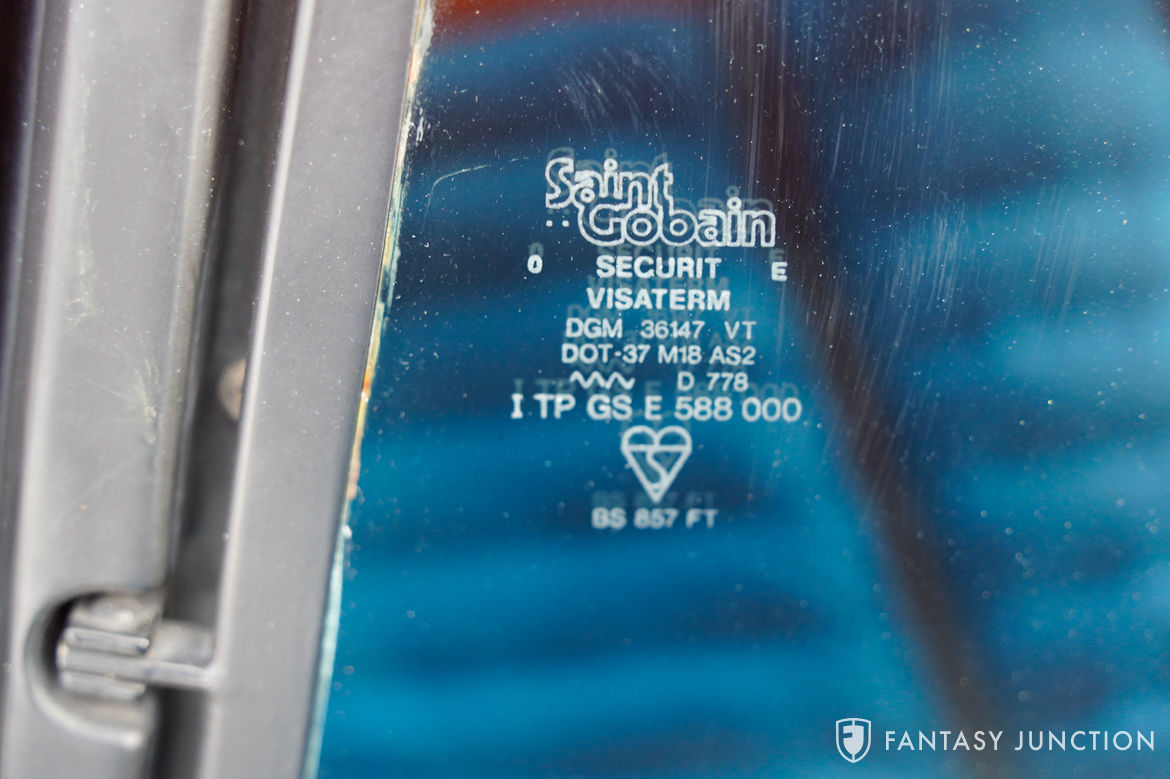 Saint
Gobain
0 SECURIT E
VISATERM
DGM 36147 VT
DOT-37 M18 AS2
D 778
I TP GS E 588 000
BS 857 FT
FANTASY JUNCTION